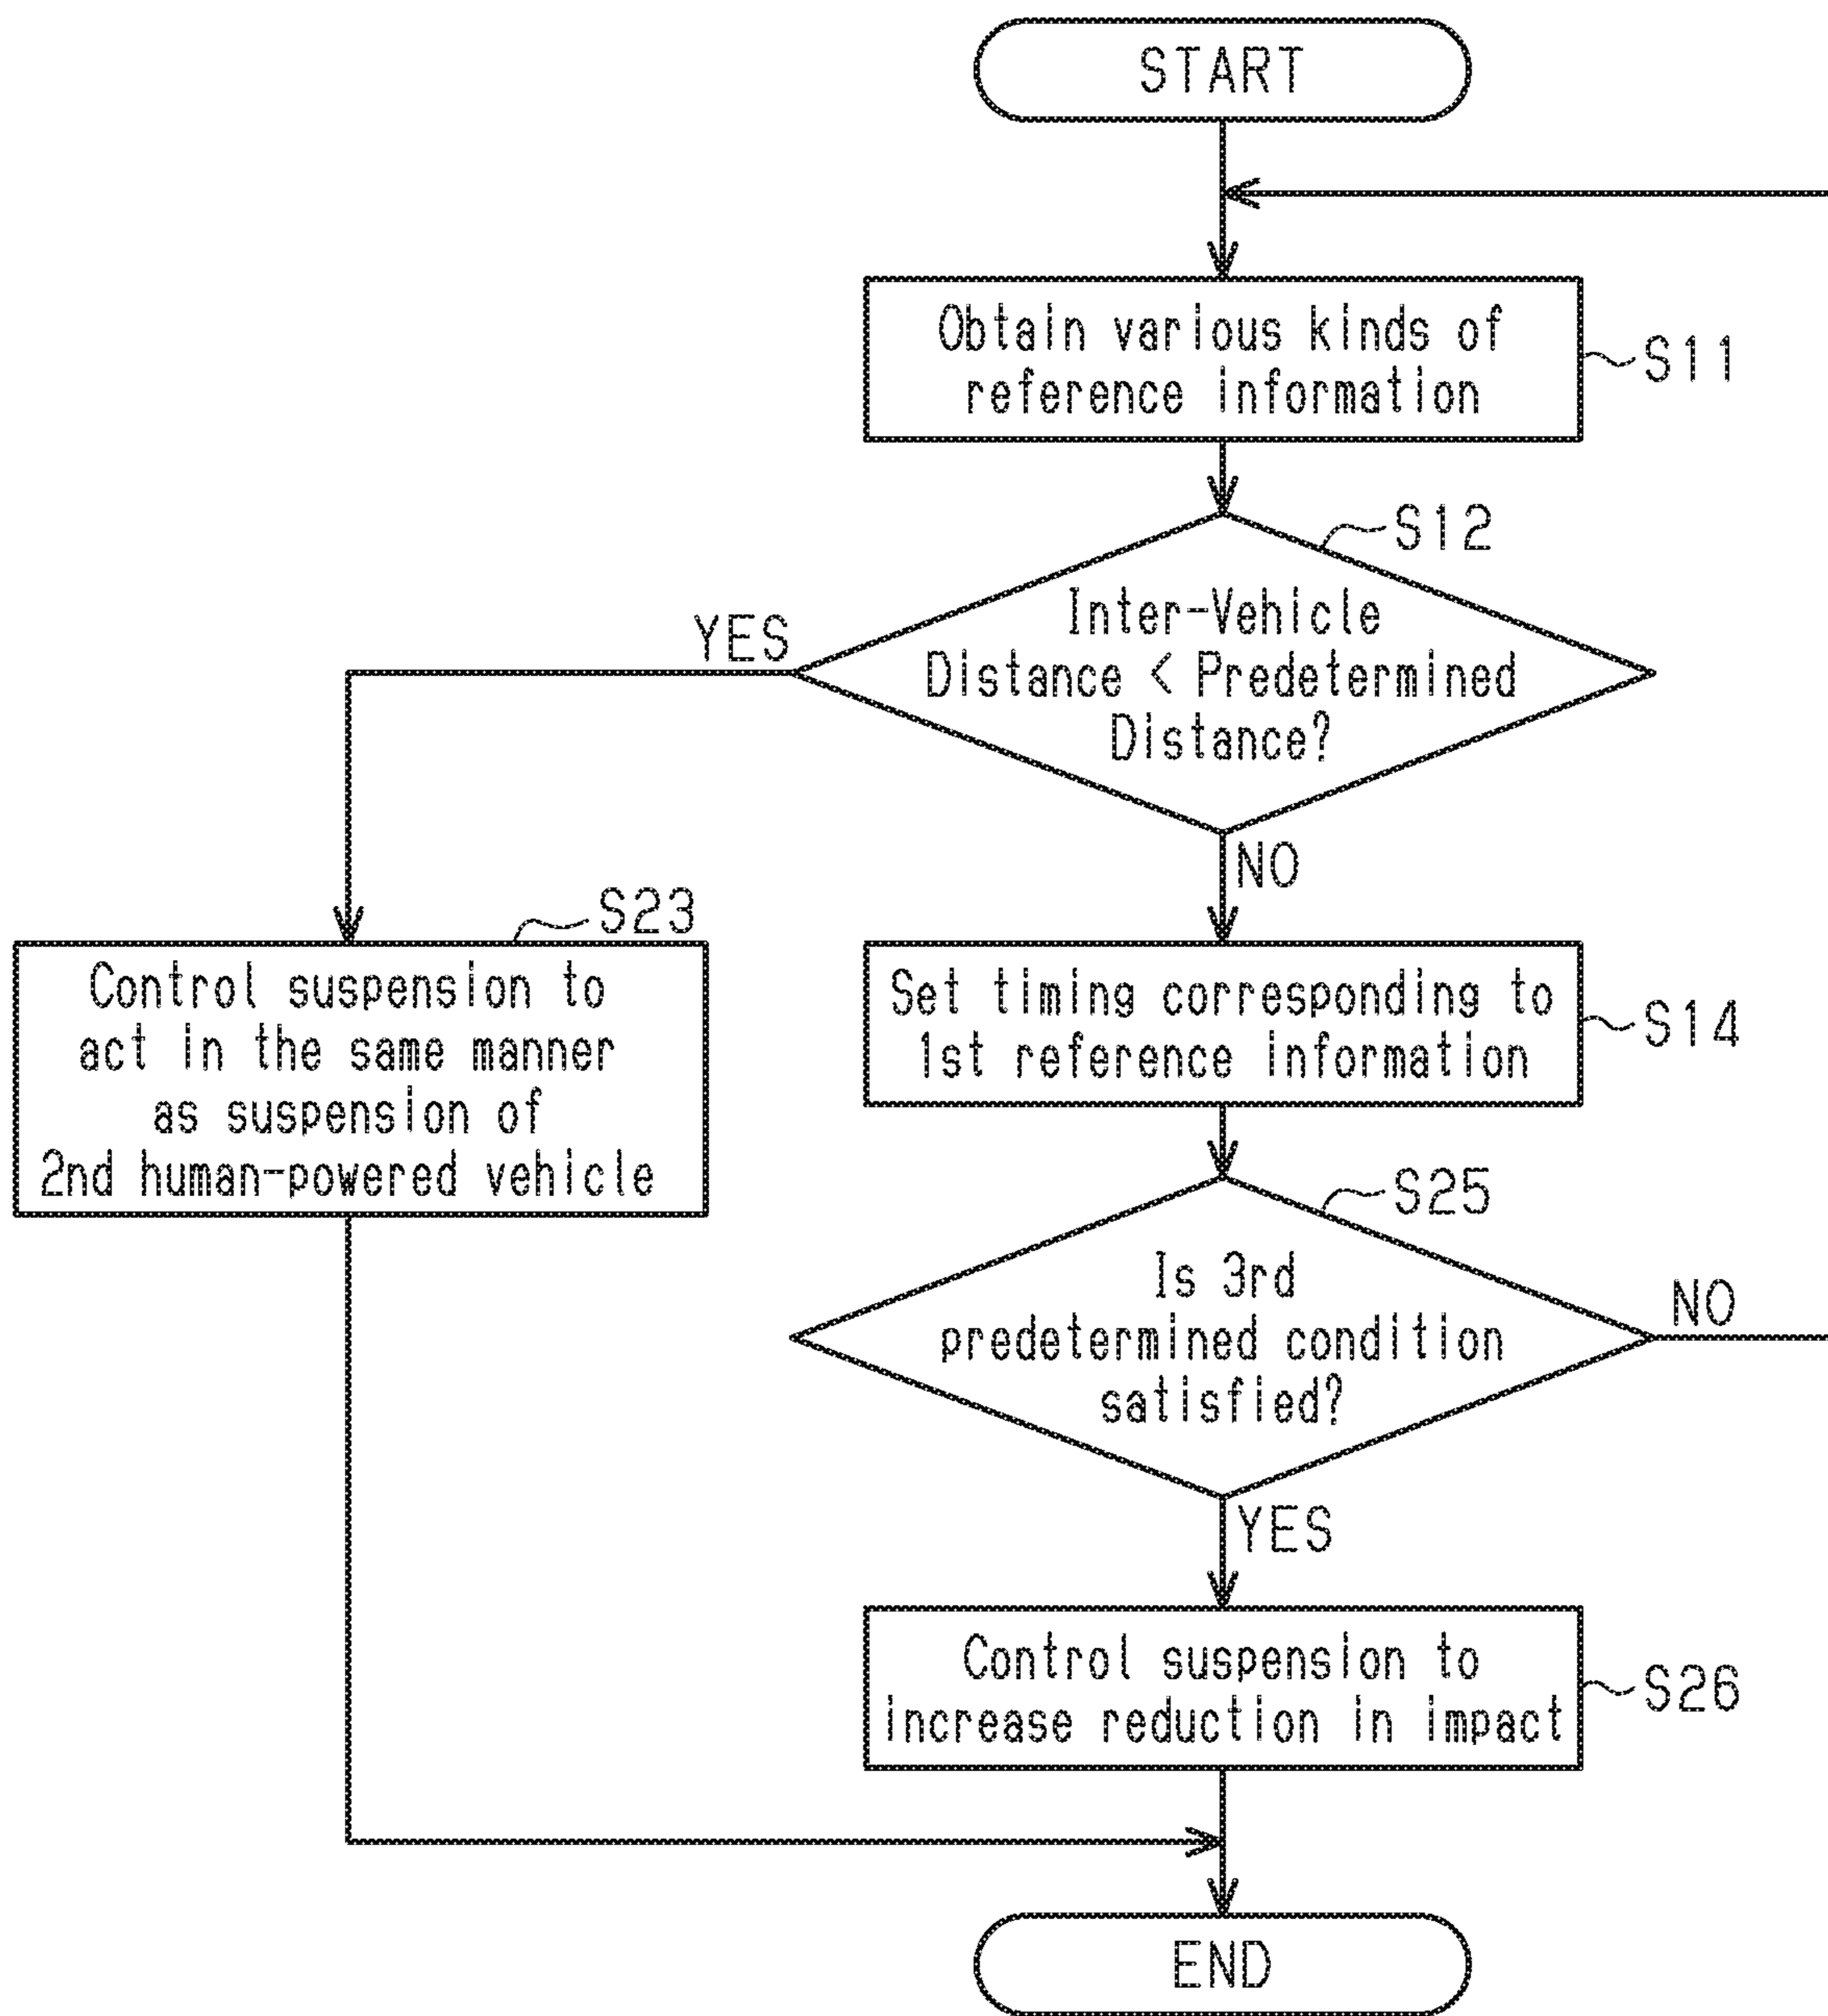 START
Obtain various kinds of
reference information
S11
S12
Inter-Vehicle
Distance < Predetermined
Distance?
YES
NO
S23
Control suspension to
act in the same manner
as suspension of
2nd human-powered vehicle
Set timing corresponding to
1st reference information
S14
S25
Is 3rd
predetermined condition
satisfied?
NO
YES
Control suspension to
increase reduction in impact
S26
END